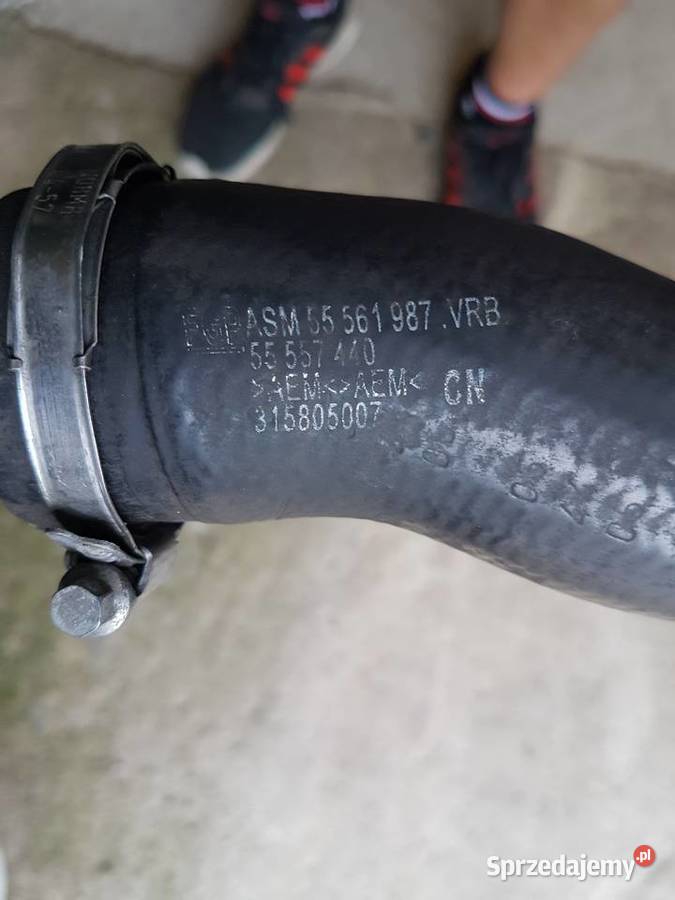 ASM 55 561 987 .VRB
55 557 440
>AEM<>AEM< CN
315805007
Sprzedajemy.pl